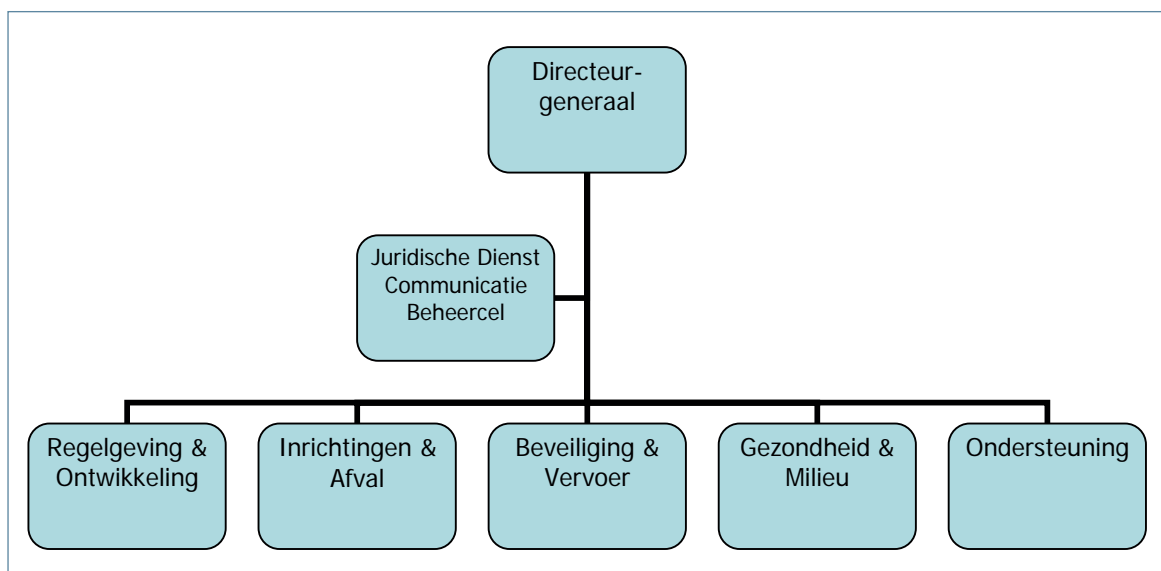 Directeur-
generaal
Juridische Dienst
Communicatie
Beheercel
Regelgeving &
Ontwikkeling
Inrichtingen &
Afval
Beveiliging &
Vervoer
Gezondheid &
Milieu
Ondersteuning